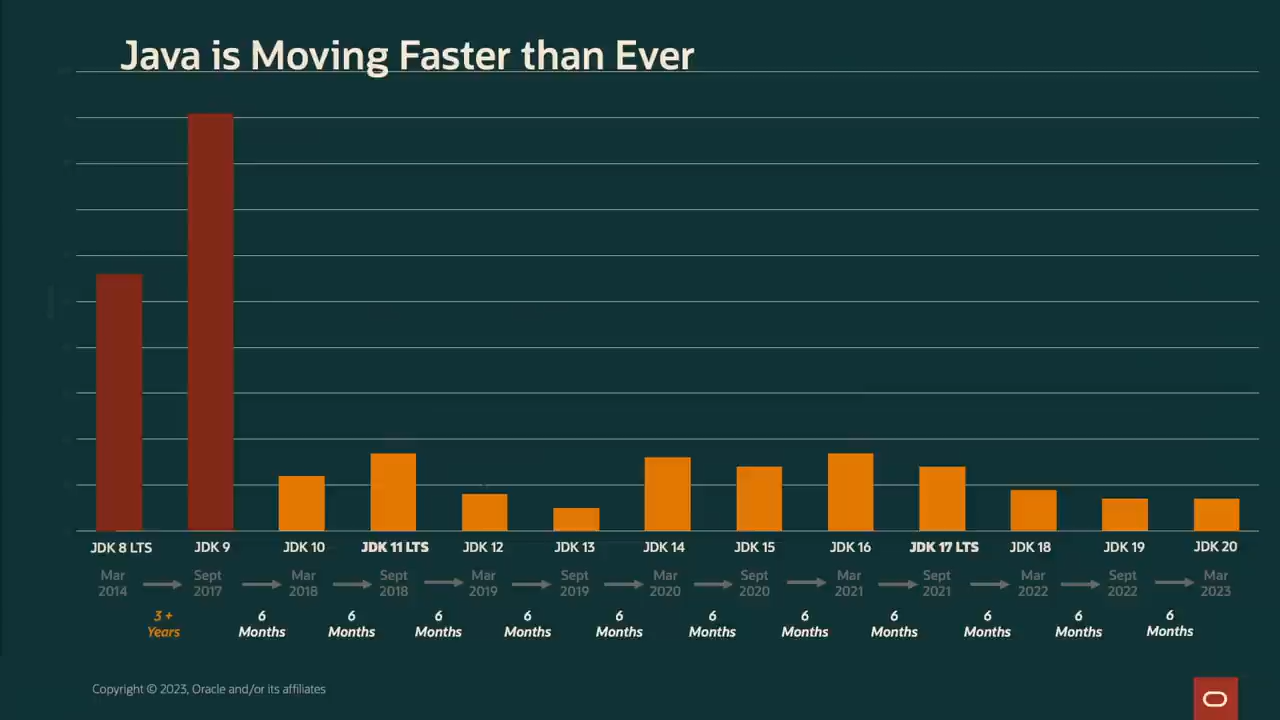 Java is Moving Faster than Ever
JDK 8 LTS JDK 9 JDK 10 JDK 11 LTS JDK 12 JDK 13 JDK 14 JDK 15 JDK 16 JDK 17 LTS JDK 18 JDK 19 JDK 20
Mar Sept Mar Sept Mar Sept Mar Sept Mar Sept Mar Sept Mar
2014 2017 2018 2018 2019 2019 2020 2020 2021 2021 2022 2022 2023
3 + 6 6 6 6 6 6 6 6 6 6 6
Years Months Months Months Months Months Months Months Months Months Months Months
Copyright © 2023, Oracle and/or its affiliates